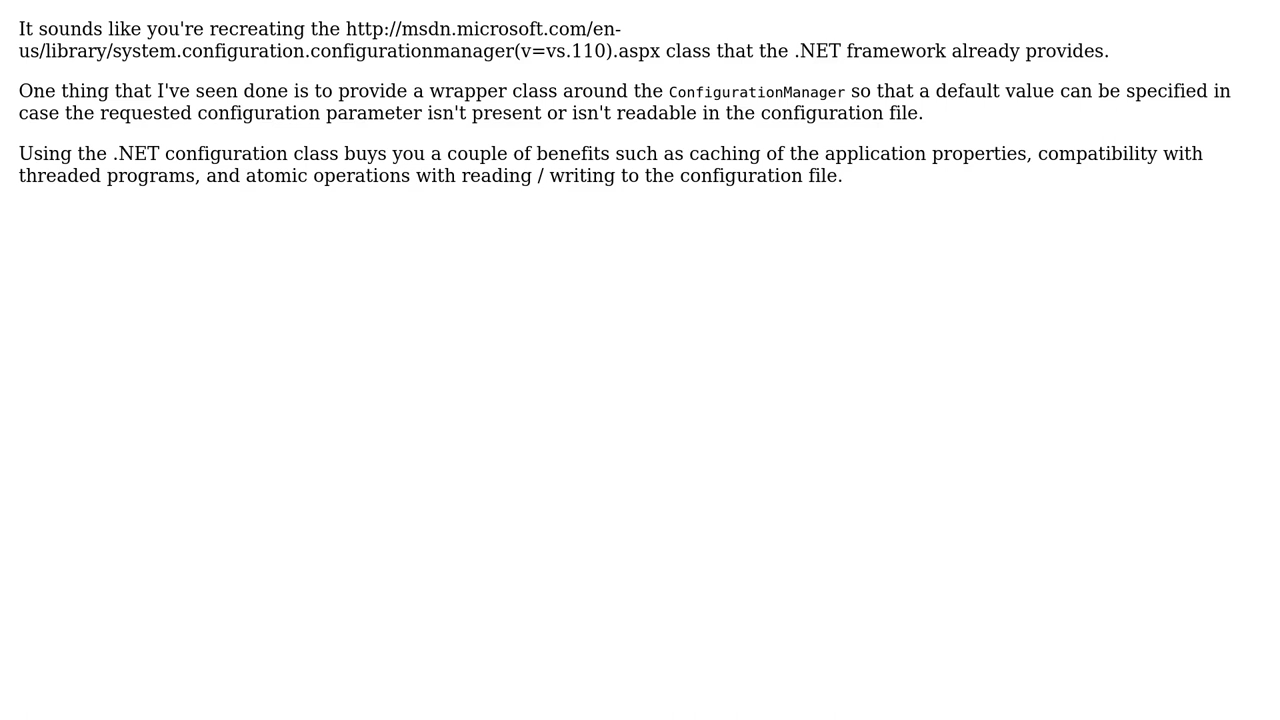 It sounds like you're recreating the http://msdn.microsoft.com/en-
us/library/system.configuration.configurationmanager(v=vs.110).aspx class that the .NET framework already provides.
One thing that I've seen done is to provide a wrapper class around the ConfigurationManager so that a default value can be specified in
case the requested configuration parameter isn't present or isn't readable in the configuration file.
Using the .NET configuration class buys you a couple of benefits such as caching of the application properties, compatibility with
threaded programs, and atomic operations with reading / writing to the configuration file.